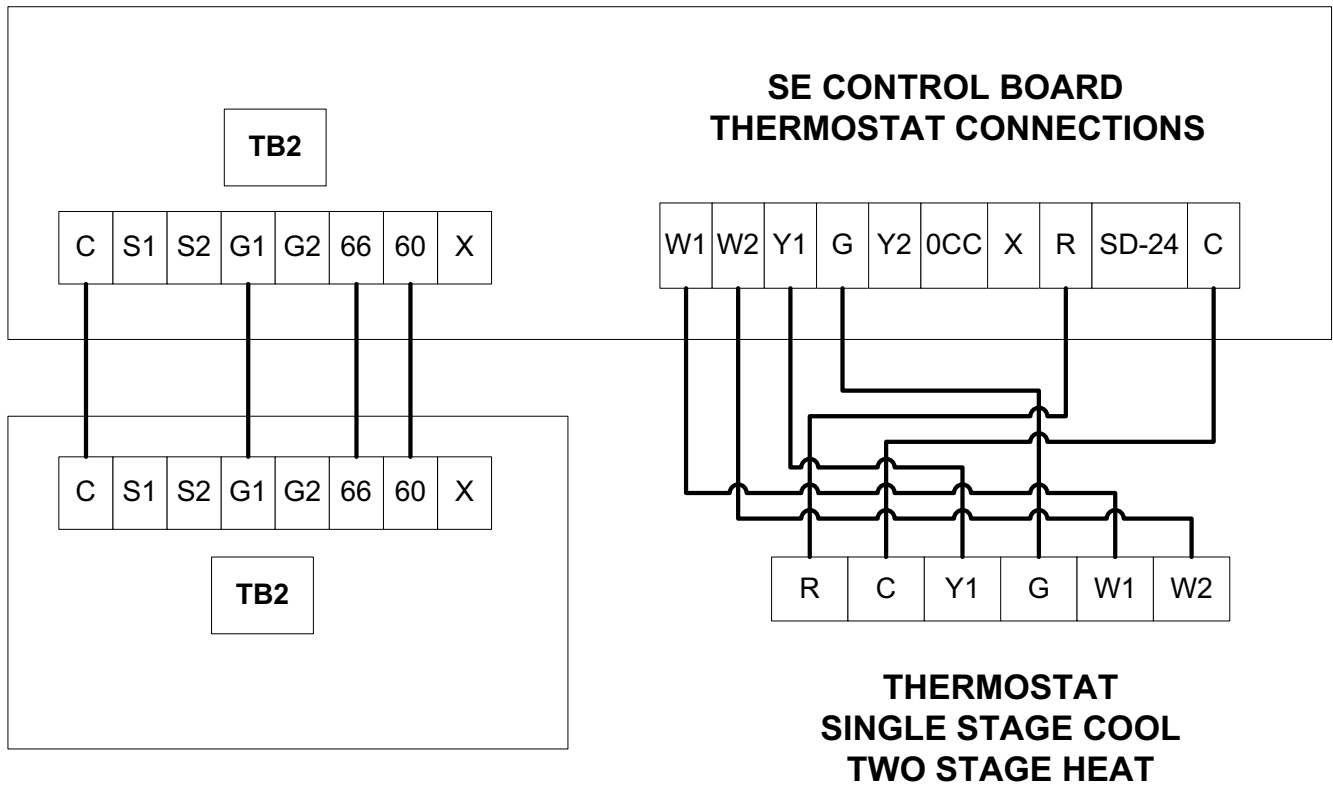 SE CONTROL BOARD
THERMOSTAT CONNECTIONS
TB2
C S1 S2 G1 G2 66 60 X
W1 W2 Y1 G Y2 0CC X R SD-24 C
C S1 S2 G1 G2 66 60 X
TB2
R C Y1 G W1 W2
THERMOSTAT
SINGLE STAGE COOL
TWO STAGE HEAT